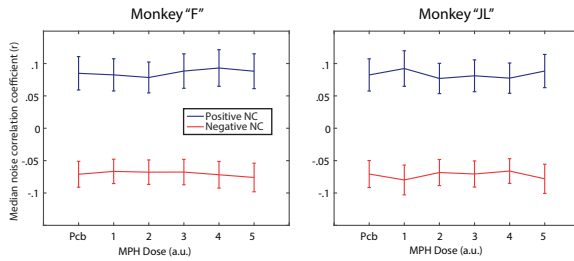 Monkey "F"
Monkey "JL"
Median noise correlation coefficient (r)
.1
.05
0
-.05
-.1
Positive NC
Negative NC
Pcb 1 2 3 4 5
MPH Dose (a.u.)
.1
.05
0
-.05
-.1
Pcb 1 2 3 4 5
MPH Dose (a.u.)